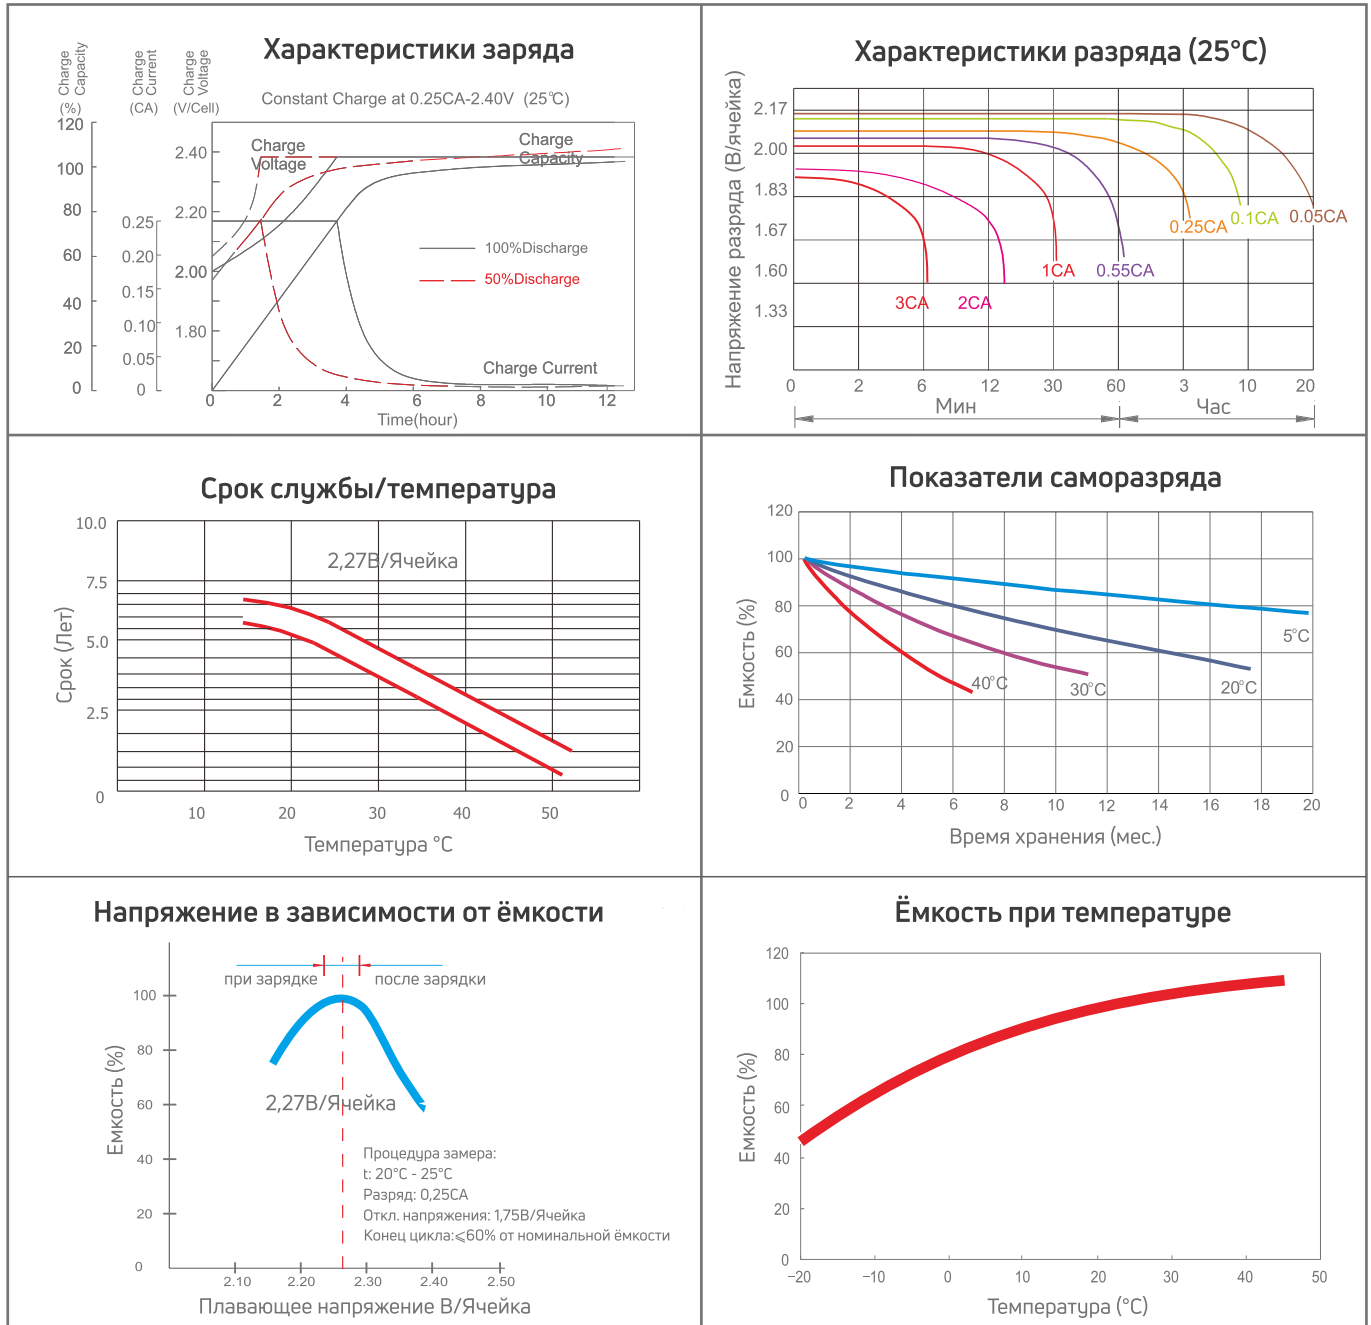 Характеристики заряда
Charge Capacity
(%)
Charge Current
(CA)
Charge Voltage
(V/Cell)
Constant Charge at 0.25CA-2.40V (25℃)
120
100
80
60
40
20
0
0.25
0.20
0.15
0.10
0.05
0
2.40
2.20
2.00
1.80
Charge
Voltage
Charge
Capacity
100%Discharge
50%Discharge
Charge Current
0 2 4 6 8 10 12
Time(hour)
Характеристики разряда (25°C)
Напряжение разряда (В/ячейка)
2.17
2.00
1.83
1.67
1.60
1.33
3CA
2CA
1CA
0.55CA
0.25CA
0.1CA
0.05CA
0 2 6 12 30 60 3 10 20
Мин Час
Срок службы/температура
Срок (Лет)
10.0
7.5
5.0
2.5
0
2,27В/Ячейка
10 20 30 40 50
Температура °C
Показатели саморазряда
Емкость (%)
120
100
80
60
40
20
0
5°C
20°C
30°C
40°C
0 2 4 6 8 10 12 14 16 18 20
Время хранения (мес.)
Напряжение в зависимости от ёмкости
при зарядке после зарядки
Емкость (%)
100
80
60
40
20
0
2,27В/Ячейка
Процедура замера:
t: 20°C - 25°C
Разряд: 0,25СА
Откл. напряжения: 1,75В/Ячейка
Конец цикла:⩽60% от номинальной ёмкости
2.10 2.20 2.30 2.40 2.50
Плавающее напряжение В/Ячейка
Ёмкость при температуре
Емкость (%)
120
100
80
60
40
20
0
−20 −10 0 10 20 30 40 50
Температура (°C)